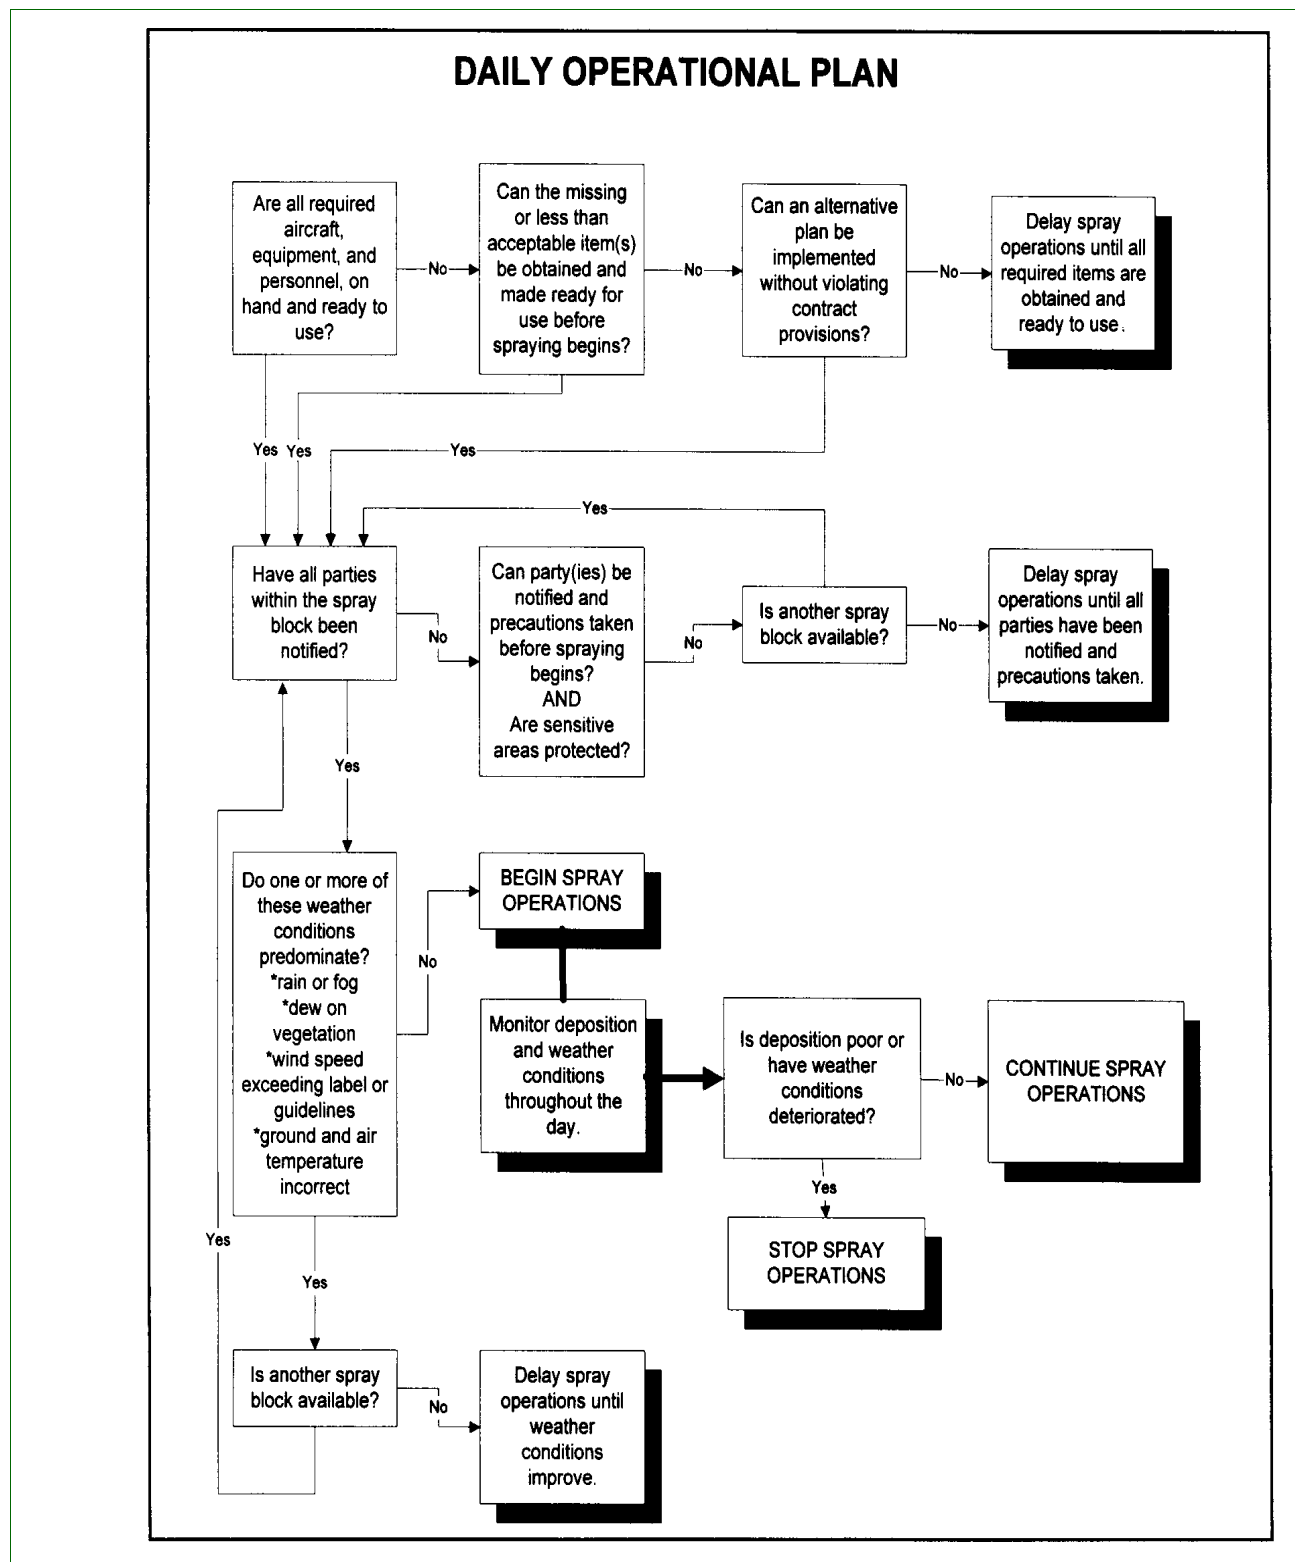 DAILY OPERATIONAL PLAN
Are all required
aircraft,
equipment, and
personnel, on
hand and ready to
use?
No
Can the missing
or less than
acceptable item(s)
be obtained and
made ready for
use before
spraying begins?
No
Can an alternative
plan be
implemented
without violating
contract
provisions?
No
Delay spray
operations until all
required items are
obtained and
ready to use.
Yes
Yes
Yes
Yes
Have all parties
within the spray
block been
notified?
No
Can party(ies) be
notified and
precautions taken
before spraying
begins?
AND
Are sensitive
areas protected?
No
Is another spray
block available?
No
Delay spray
operations until all
parties have been
notified and
precautions taken.
Yes
Do one or more of
these weather
conditions
predominate?
*rain or fog
*dew on
vegetation
*wind speed
exceeding label or
guidelines
*ground and air
temperature
incorrect
No
BEGIN SPRAY
OPERATIONS
Monitor deposition
and weather
conditions
throughout the
day.
Is deposition poor or
have weather
conditions
deteriorated?
No
CONTINUE SPRAY
OPERATIONS
Yes
STOP SPRAY
OPERATIONS
Yes
Yes
Is another spray
block available?
No
Delay spray
operations until
weather
conditions
improve.